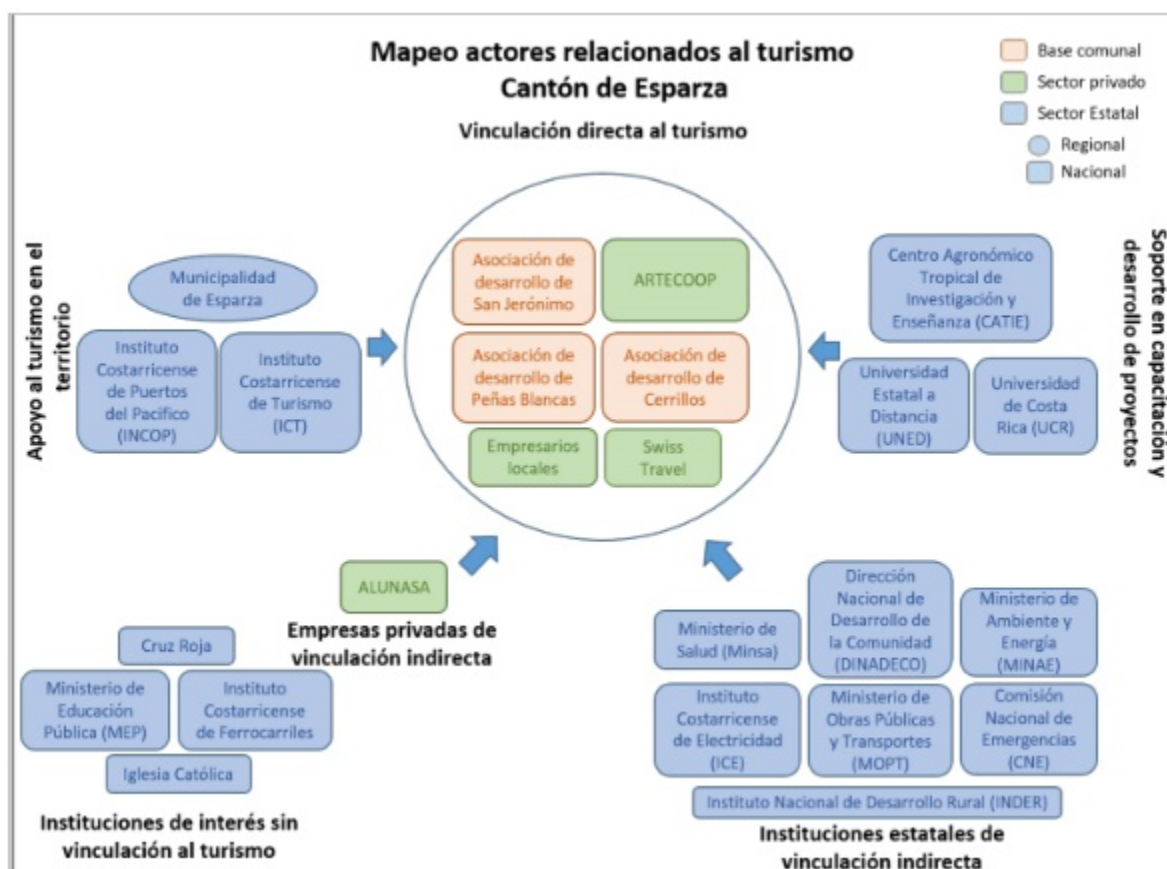 Mapeo actores relacionados al turismo
Cantón de Esparza
Vinculación directa al turismo
Base comunal
Sector privado
Sector Estatal
Regional
Nacional
Apoyo al turismo en el
territorio
Municipalidad
de Esparza
Instituto
Costarricense
de Puertos
del Pacifico
(INCOP)
Instituto
Costarricense
de Turismo
(ICT)
Asociación de
desarrollo de
San Jerónimo
ARTECOOP
Asociación de
desarrollo de
Peñas Blancas
Asociación de
desarrollo de
Cerrillos
Empresarios
locales
Swiss
Travel
Centro Agronómico
Tropical de
Investigación y
Enseñanza (CATIE)
Universidad
Estatal a
Distancia
(UNED)
Universidad
de Costa
Rica (UCR)
Soporte en capacitación y
desarrollo de proyectos
ALUNASA
Empresas privadas de
vinculación indirecta
Cruz Roja
Ministerio de
Educación
Pública (MEP)
Instituto
Costarricense
de Ferrocarriles
Iglesia Católica
Instituciones de interés sin
vinculación al turismo
Ministerio de
Salud (Minsa)
Dirección
Nacional de
Desarrollo de
la Comunidad
(DINADECO)
Ministerio de
Ambiente y
Energía
(MINAE)
Instituto
Costarricense
de Electricidad
(ICE)
Ministerio de
Obras Públicas
y Transportes
(MOPT)
Comisión
Nacional de
Emergencias
(CNE)
Instituto Nacional de Desarrollo Rural (INDER)
Instituciones estatales de
vinculación indirecta